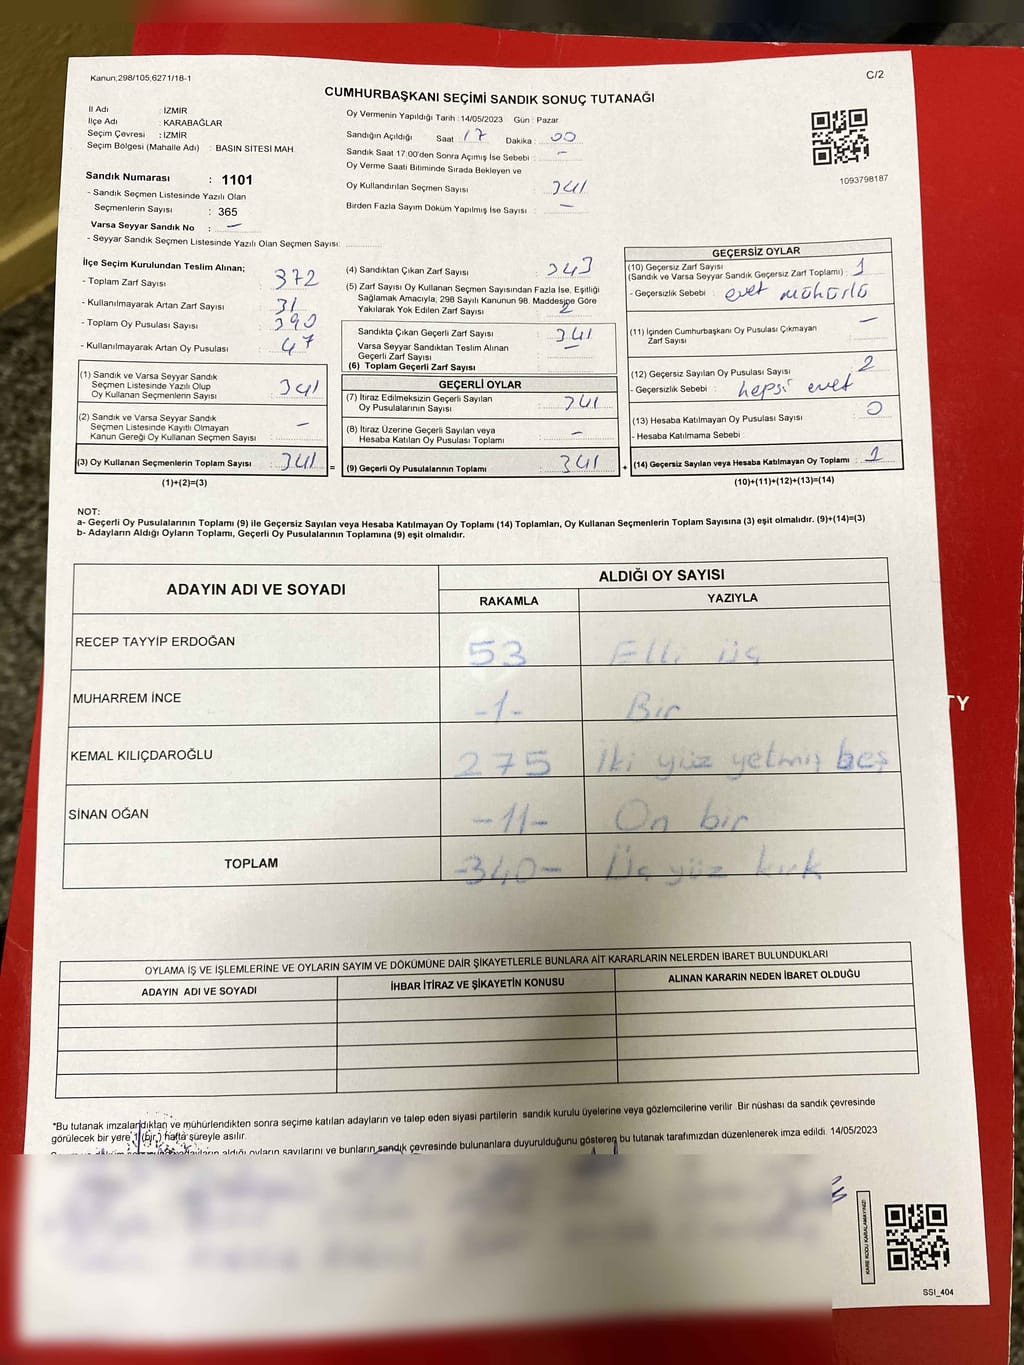 Kanun;298/105,6271/18-1
C/2
CUMHURBAŞKANI SEÇİMİ SANDIK SONUÇ TUTANAĞI
İl Adı : İZMİR
İlçe Adı : KARABAĞLAR
Seçim Çevresi : İZMİR
Seçim Bölgesi (Mahalle Adı) : BASIN SİTESİ MAH.
Sandık Numarası : 1101
- Sandık Seçmen Listesinde Yazılı Olan
Seçmenlerin Sayısı : 365
Varsa Seyyar Sandık No : -
- Seyyar Sandık Seçmen Listesinde Yazılı Olan Seçmen Sayısı:
Oy Vermenin Yapıldığı Tarih :14/05/2023 Gün : Pazar
Sandığın Açıldığı Saat 17 Dakika : 00
Sandık Saat 17:00'den Sonra Açımış İse Sebebi : -
Oy Verme Saati Bitiminde Sırada Bekleyen ve
Oy Kullandırılan Seçmen Sayısı 341
Birden Fazla Sayım Döküm Yapılmış İse Sayısı : -
1093798187
İlçe Seçim Kurulundan Teslim Alınan;
- Toplam Zarf Sayısı : 372
- Kullanılmayarak Artan Zarf Sayısı : 31
- Toplam Oy Pusulası Sayısı : 390
- Kullanılmayarak Artan Oy Pusulası : 47
(1) Sandık ve Varsa Seyyar Sandık
Seçmen Listesinde Yazılı Olup
Oy Kullanan Seçmenlerin Sayısı : 341
(2) Sandık ve Varsa Seyyar Sandık
Seçmen Listesinde Kayıtlı Olmayan
Kanun Gereği Oy Kullanan Seçmen Sayısı : -
(3) Oy Kullanan Seçmenlerin Toplam Sayısı : 341
(1)+(2)=(3)
=
(4) Sandıktan Çıkan Zarf Sayısı : 343
(5) Zarf Sayısı Oy Kullanan Seçmen Sayısından Fazla İse, Eşitliği
Sağlamak Amacıyla, 298 Sayılı Kanunun 98. Maddesine Göre
Yakılarak Yok Edilen Zarf Sayısı : 2
Sandıkta Çıkan Geçerli Zarf Sayısı : 341
Varsa Seyyar Sandıktan Teslim Alınan
Geçerli Zarf Sayısı : -
(6) Toplam Geçerli Zarf Sayısı :
GEÇERLİ OYLAR
(7) İtiraz Edilmeksizin Geçerli Sayılan
Oy Pusulalarının Sayısı : 341
(8) İtiraz Üzerine Geçerli Sayılan veya
Hesaba Katılan Oy Pusulası Toplamı : -
(9) Geçerli Oy Pusulalarının Toplamı : 341
+
GEÇERSİZ OYLAR
(10) Geçersiz Zarf Sayısı
(Sandık ve Varsa Seyyar Sandık Geçersiz Zarf Toplamı) : 1
- Geçersizlik Sebebi : evet mühürlü
(11) İçinden Cumhurbaşkanı Oy Pusulası Çıkmayan
Zarf Sayısı : -
(12) Geçersiz Sayılan Oy Pusulası Sayısı : 2
- Geçersizlik Sebebi : hepsi evet
(13) Hesaba Katılmayan Oy Pusulası Sayısı : 0
- Hesaba Katılmama Sebebi :
(14) Geçersiz Sayılan veya Hesaba Katılmayan Oy Toplamı : 1
(10)+(11)+(12)+(13)=(14)
NOT:
a- Geçerli Oy Pusulalarının Toplamı (9) ile Geçersiz Sayılan veya Hesaba Katılmayan Oy Toplamı (14) Toplamları, Oy Kullanan Seçmenlerin Toplam Sayısına (3) eşit olmalıdır. (9)+(14)=(3)
b- Adayların Aldığı Oyların Toplamı, Geçerli Oy Pusulalarının Toplamına (9) eşit olmalıdır.
ADAYIN ADI VE SOYADI
ALDIĞI OY SAYISI
RAKAMLA YAZIYLA
RECEP TAYYİP ERDOĞAN 53 Elli üç
MUHARREM İNCE -1- Bir
KEMAL KILIÇDAROĞLU 275 İki yüz yetmiş beş
SİNAN OĞAN -11- On bir
TOPLAM -340- Üç yüz kırk
TY
OYLAMA İŞ VE İŞLEMLERİNE VE OYLARIN SAYIM VE DÖKÜMÜNE DAİR ŞİKAYETLERLE BUNLARA AİT KARARLARIN NELERDEN İBARET BULUNDUKLARI
ADAYIN ADI VE SOYADI İHBAR İTİRAZ VE ŞİKAYETİN KONUSU ALINAN KARARIN NEDEN İBARET OLDUĞU
*Bu tutanak imzalandıktan ve mühürlendikten sonra seçime katılan adayların ve talep eden siyasi partilerin sandık kurulu üyelerine veya gözlemcilerine verilir .Bir nüshası da sandık çevresinde
görülecek bir yere 1 (bir) hafta süreyle asılır.
aldığı oyların sayılarını ve bunların sandık çevresinde bulunanlara duyurulduğunu gösteren bu tutanak tarafımızdan düzenlenerek imza edildi. 14/05/2023
KARE KODU KARALAMAYINIZ!
SSI_404